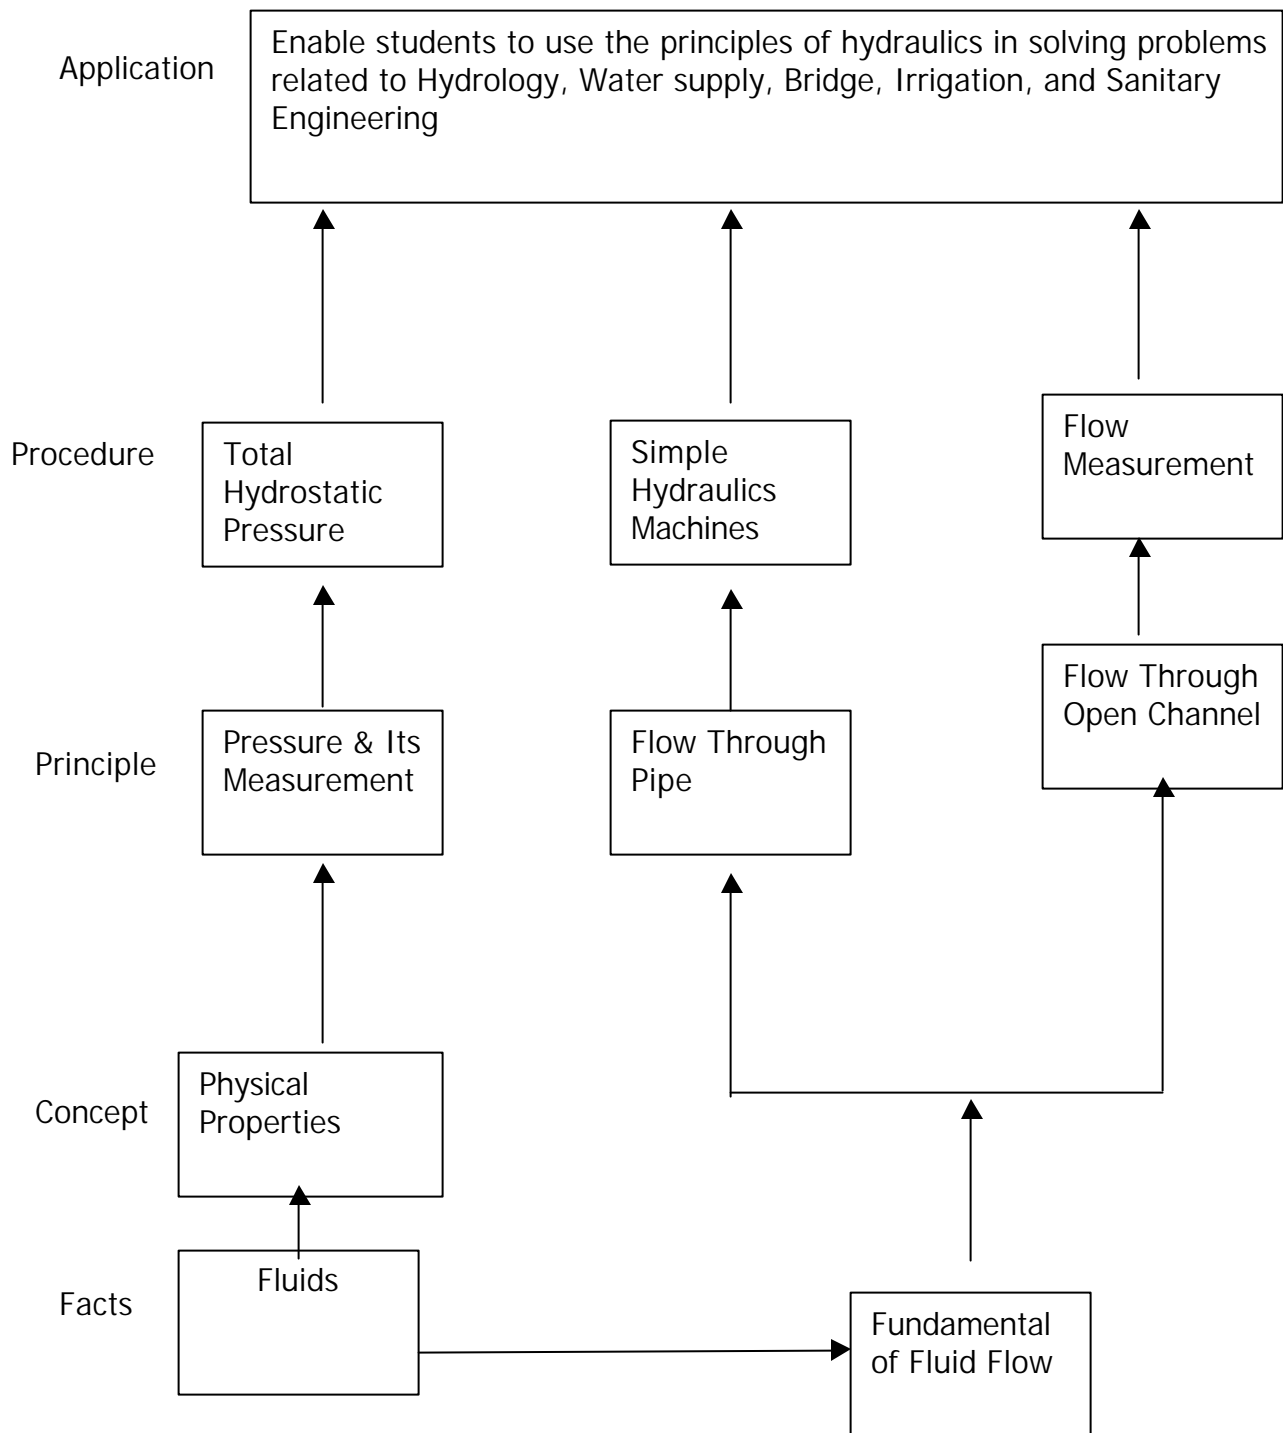 Application
Enable students to use the principles of hydraulics in solving problems
related to Hydrology, Water supply, Bridge, Irrigation, and Sanitary
Engineering
Procedure
Total
Hydrostatic
Pressure
Simple
Hydraulics
Machines
Flow
Measurement
Principle
Pressure & Its
Measurement
Flow Through
Pipe
Flow Through
Open Channel
Concept
Physical
Properties
Facts
Fluids
Fundamental
of Fluid Flow